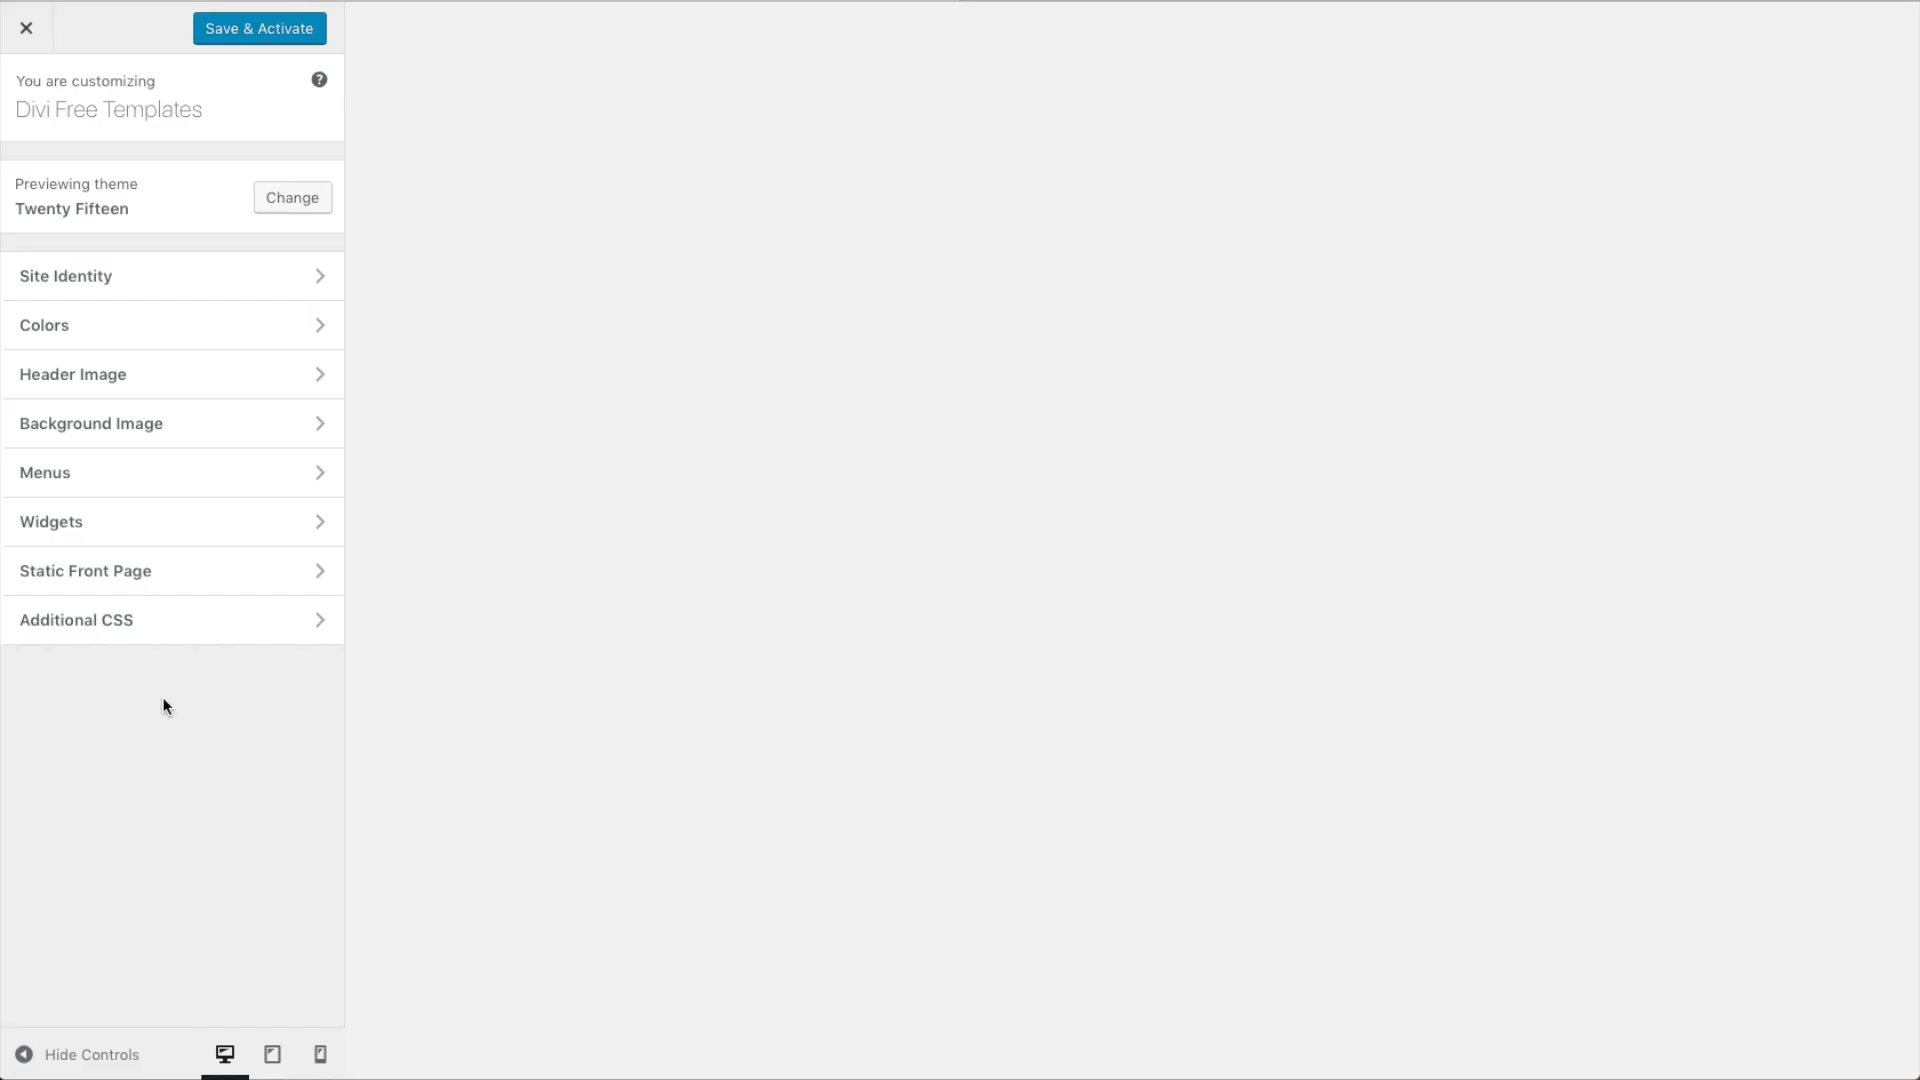 Save & Activate
You are customizing
Divi Free Templates
Previewing theme
Twenty Fifteen
Change
Site Identity
Colors
Header Image
Background Image
Menus
Widgets
Static Front Page
Additional CSS
Hide Controls